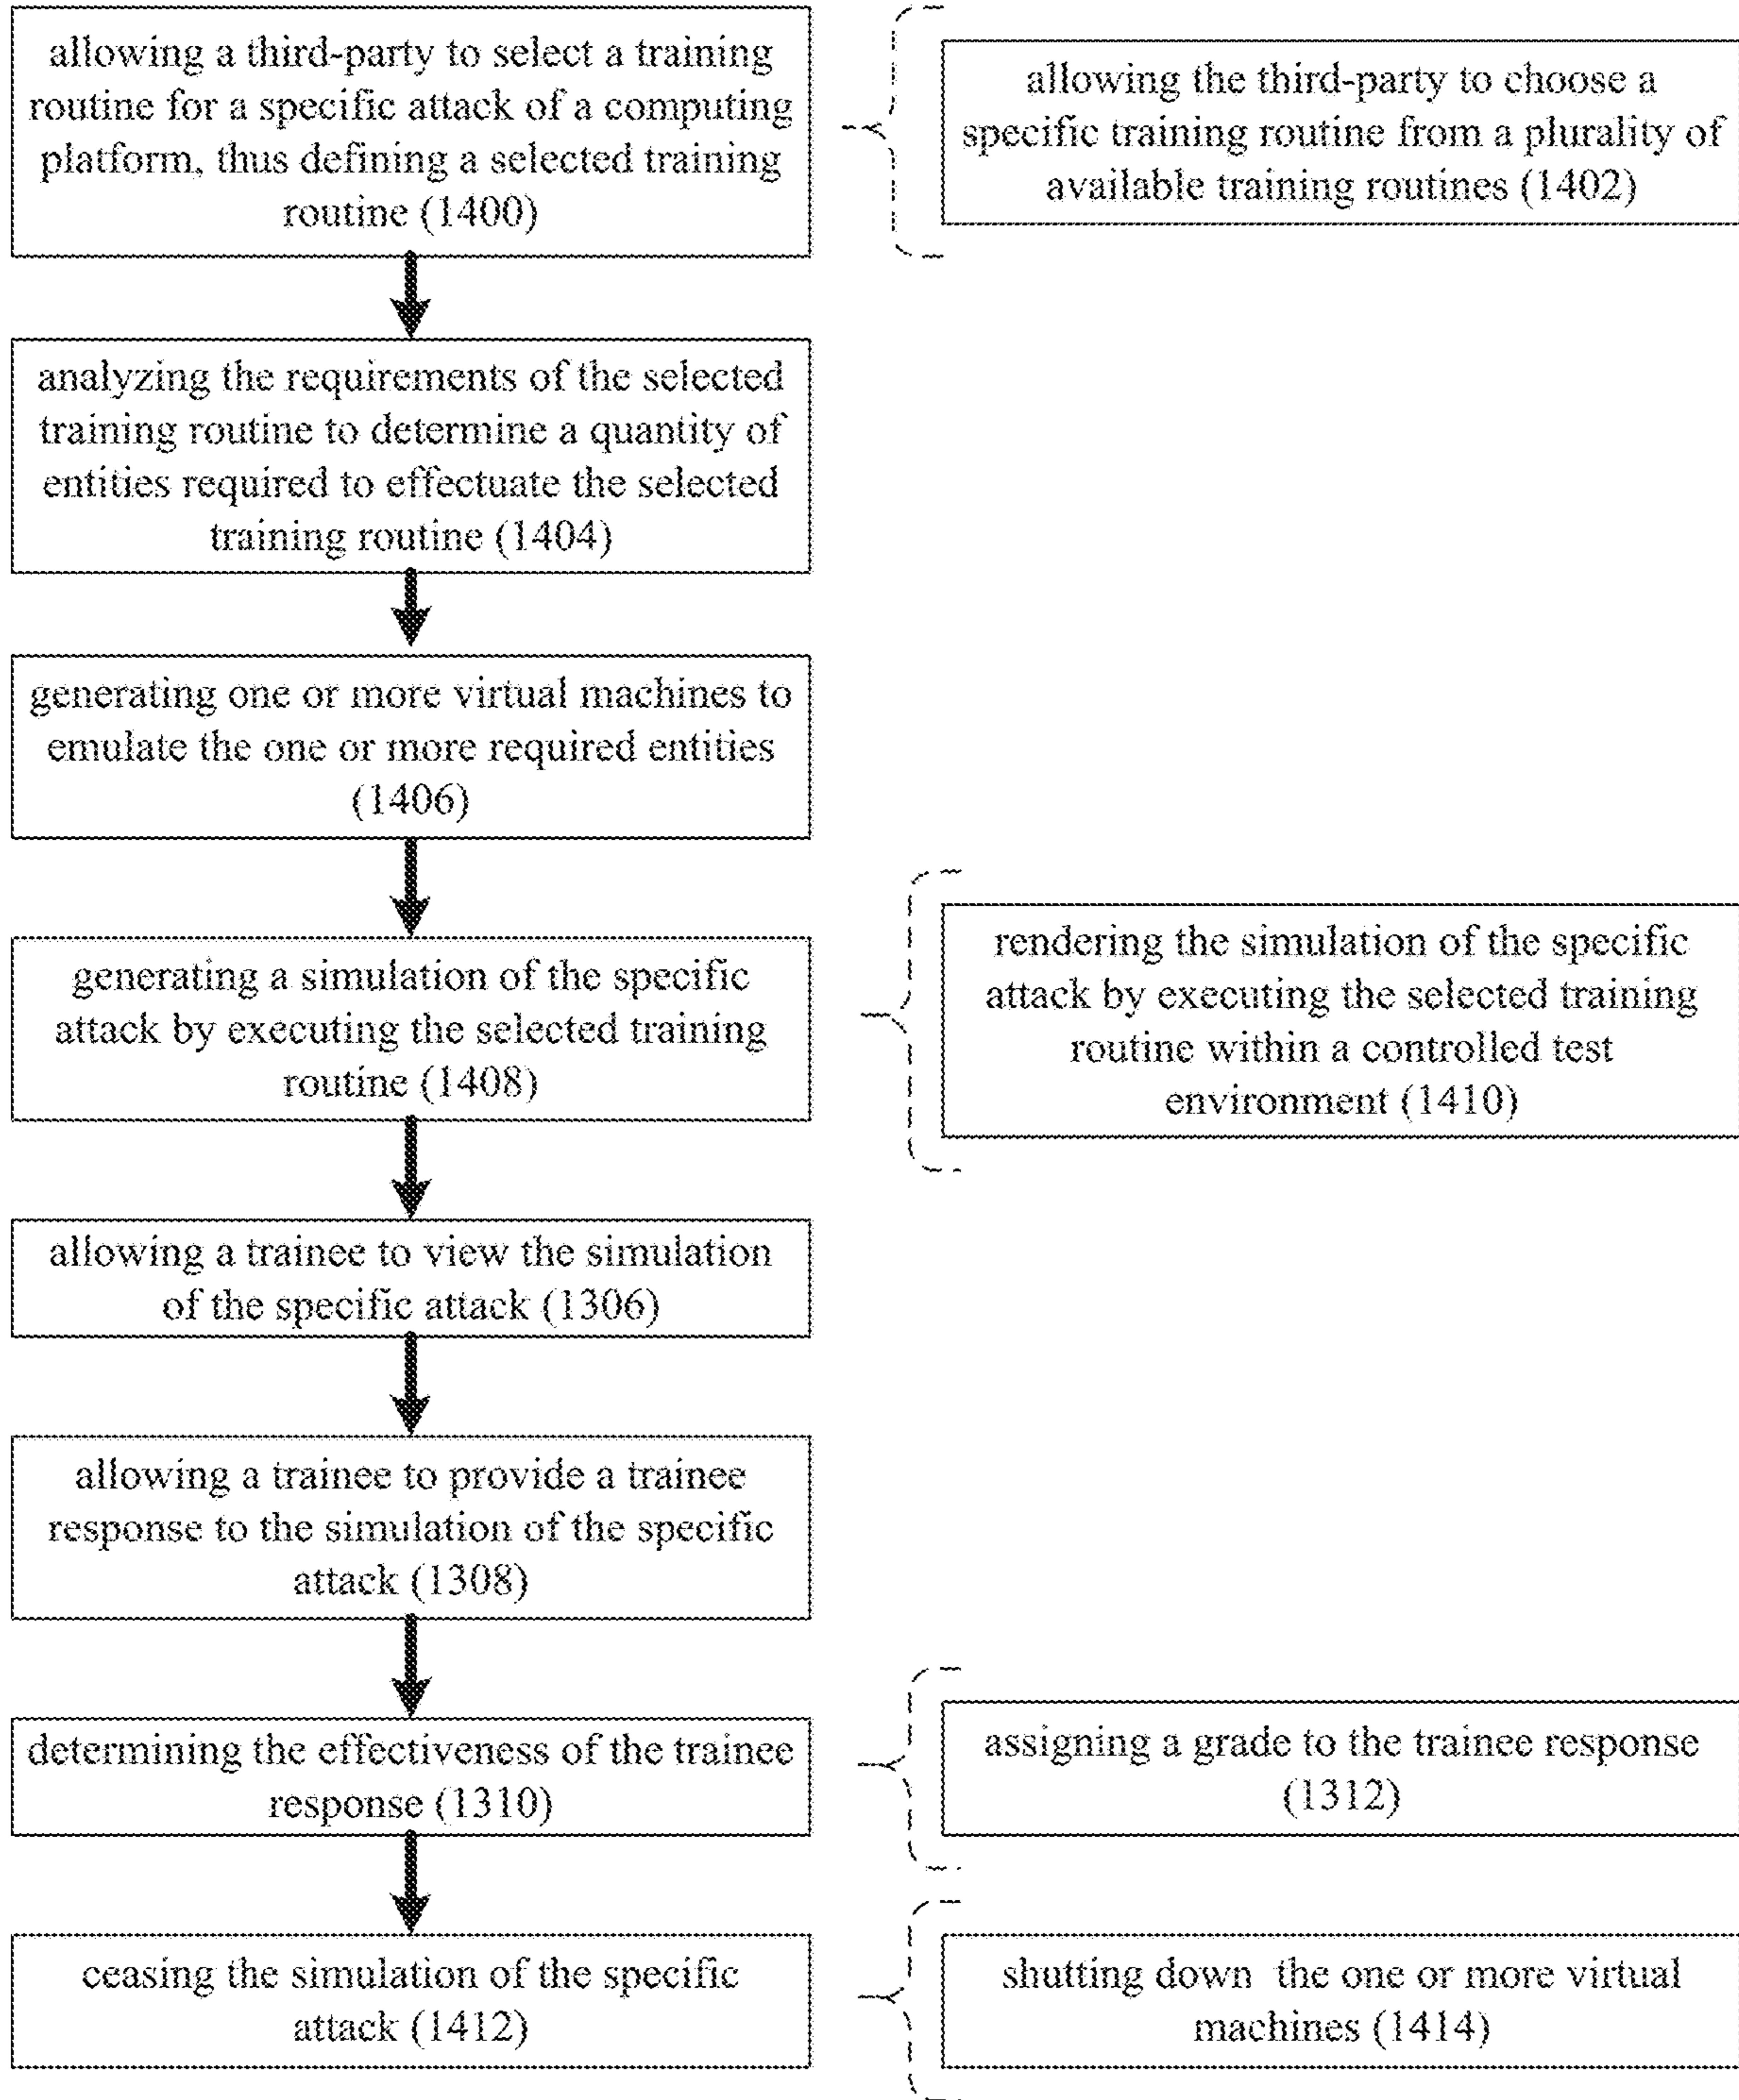 allowing a third-party to select a training
routine for a specific attack of a computing
platform, thus defining a selected training
routine (1400)
allowing the third-party to choose a
specific training routine from a plurality of
available training routines (1402)
analyzing the requirements of the selected
training routine to determine a quantity of
entities required to effectuate the selected
training routine (1404)
generating one or more virtual machines to
emulate the one or more required entities
(1406)
generating a simulation of the specific
attack by executing the selected training
routine (1408)
rendering the simulation of the specific
attack by executing the selected training
routine within a controlled test
environment (1410)
allowing a trainee to view the simulation
of the specific attack (1306)
allowing a trainee to provide a trainee
response to the simulation of the specific
attack (1308)
determining the effectiveness of the trainee
response (1310)
assigning a grade to the trainee response
(1312)
ceasing the simulation of the specific
attack (1412)
shutting down the one or more virtual
machines (1414)